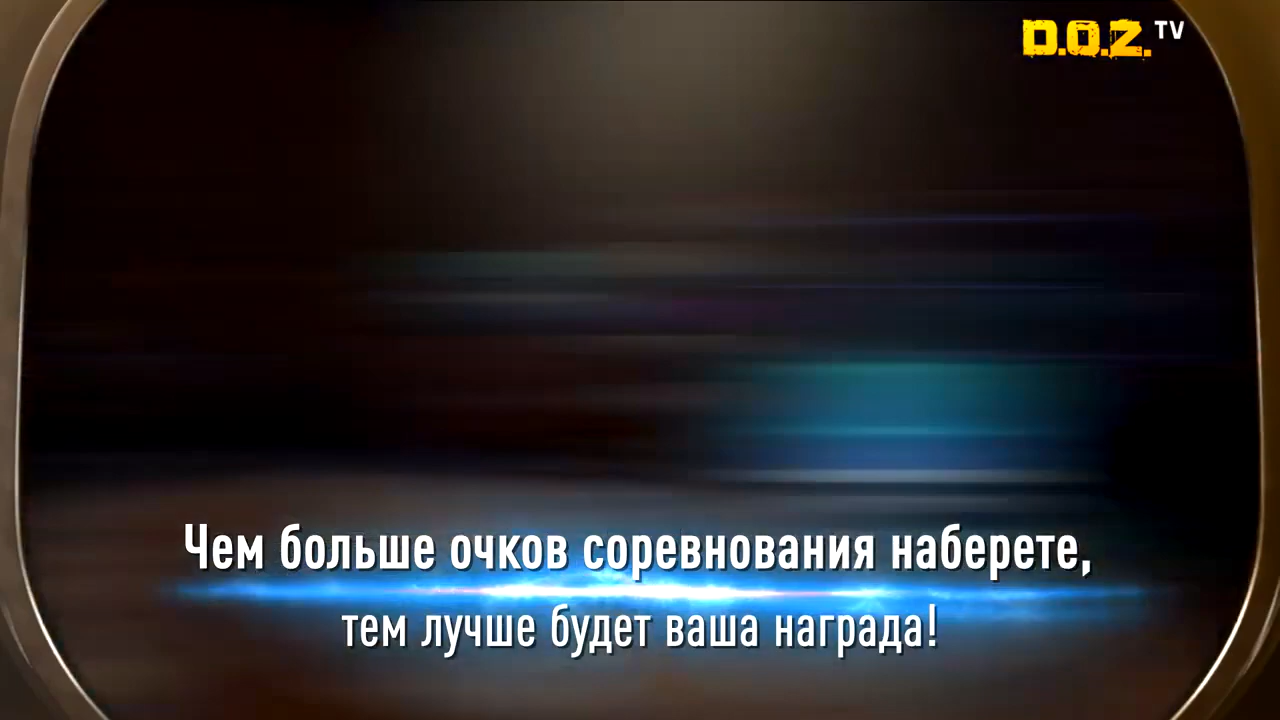 D.O.Z. TV
Чем больше очков соревнования наберете,
тем лучше будет ваша награда!